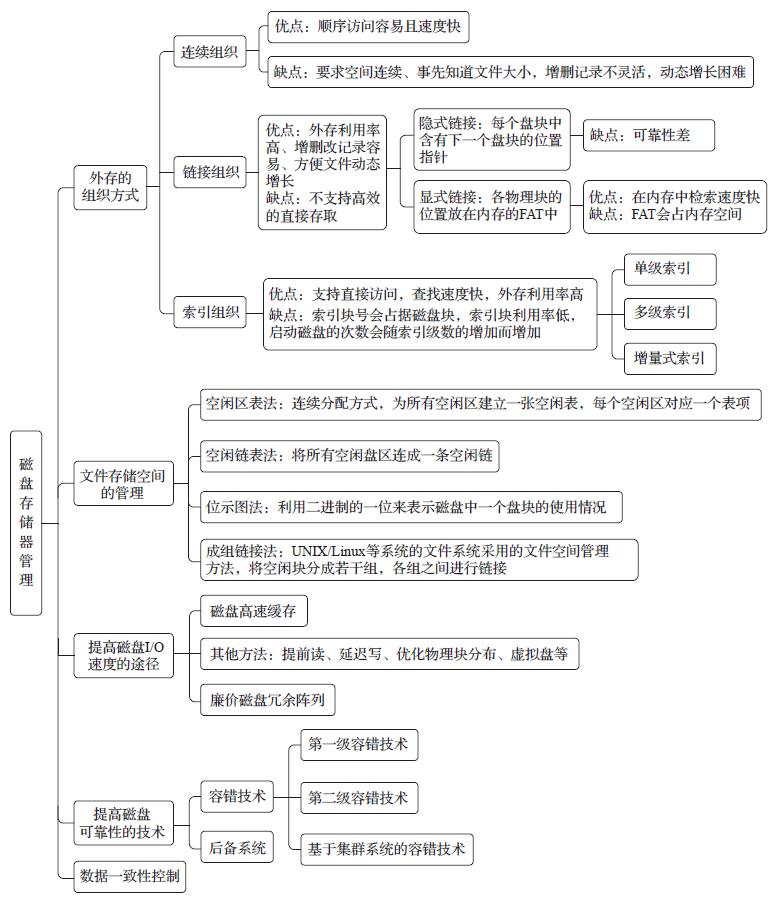 磁盘存储器管理
外存的
组织方式
连续组织
优点：顺序访问容易且速度快
缺点：要求空间连续、事先知道文件大小，增删记录不灵活，动态增长困难
链接组织
优点：外存利用率
高、增删改记录容
易、方便文件动态
增长
缺点：不支持高效
的直接存取
隐式链接：每个盘块中
含有下一个盘块的位置
指针
缺点：可靠性差
显式链接：各物理块的
位置放在内存的FAT中
优点：在内存中检索速度快
缺点：FAT会占内存空间
索引组织
优点：支持直接访问，查找速度快，外存利用率高
缺点：索引块号会占据磁盘块，索引块利用率低，
启动磁盘的次数会随索引级数的增加而增加
单级索引
多级索引
增量式索引
文件存储空间
的管理
空闲区表法：连续分配方式，为所有空闲区建立一张空闲表，每个空闲区对应一个表项
空闲链表法：将所有空闲盘区连成一条空闲链
位示图法：利用二进制的一位来表示磁盘中一个盘块的使用情况
成组链接法：UNIX/Linux等系统的文件系统采用的文件空间管理
方法，将空闲块分成若干组，各组之间进行链接
提高磁盘I/O
速度的途径
磁盘高速缓存
其他方法：提前读、延迟写、优化物理块分布、虚拟盘等
廉价磁盘冗余阵列
提高磁盘
可靠性的技术
容错技术
第一级容错技术
第二级容错技术
基于集群系统的容错技术
后备系统
数据一致性控制